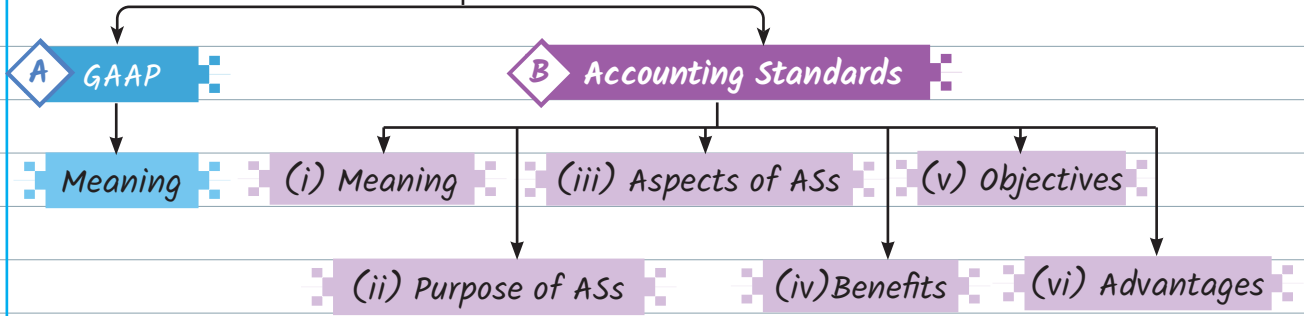 A GAAP
B Accounting Standards
Meaning
(i) Meaning
(iii) Aspects of ASs
(v) Objectives
(ii) Purpose of ASs
(iv)Benefits
(vi) Advantages